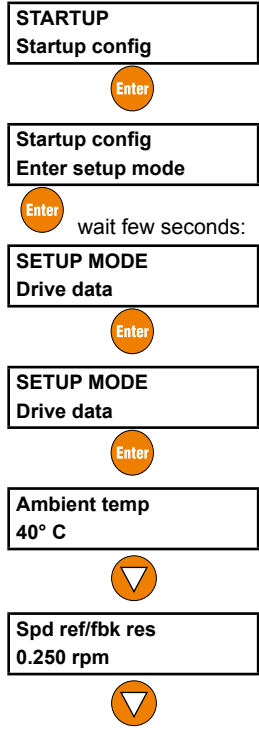 STARTUP
Startup config
Enter
Startup config
Enter setup mode
Enter
wait few seconds:
SETUP MODE
Drive data
Enter
SETUP MODE
Drive data
Enter
Ambient temp
40° C
Spd ref/fbk res
0.250 rpm